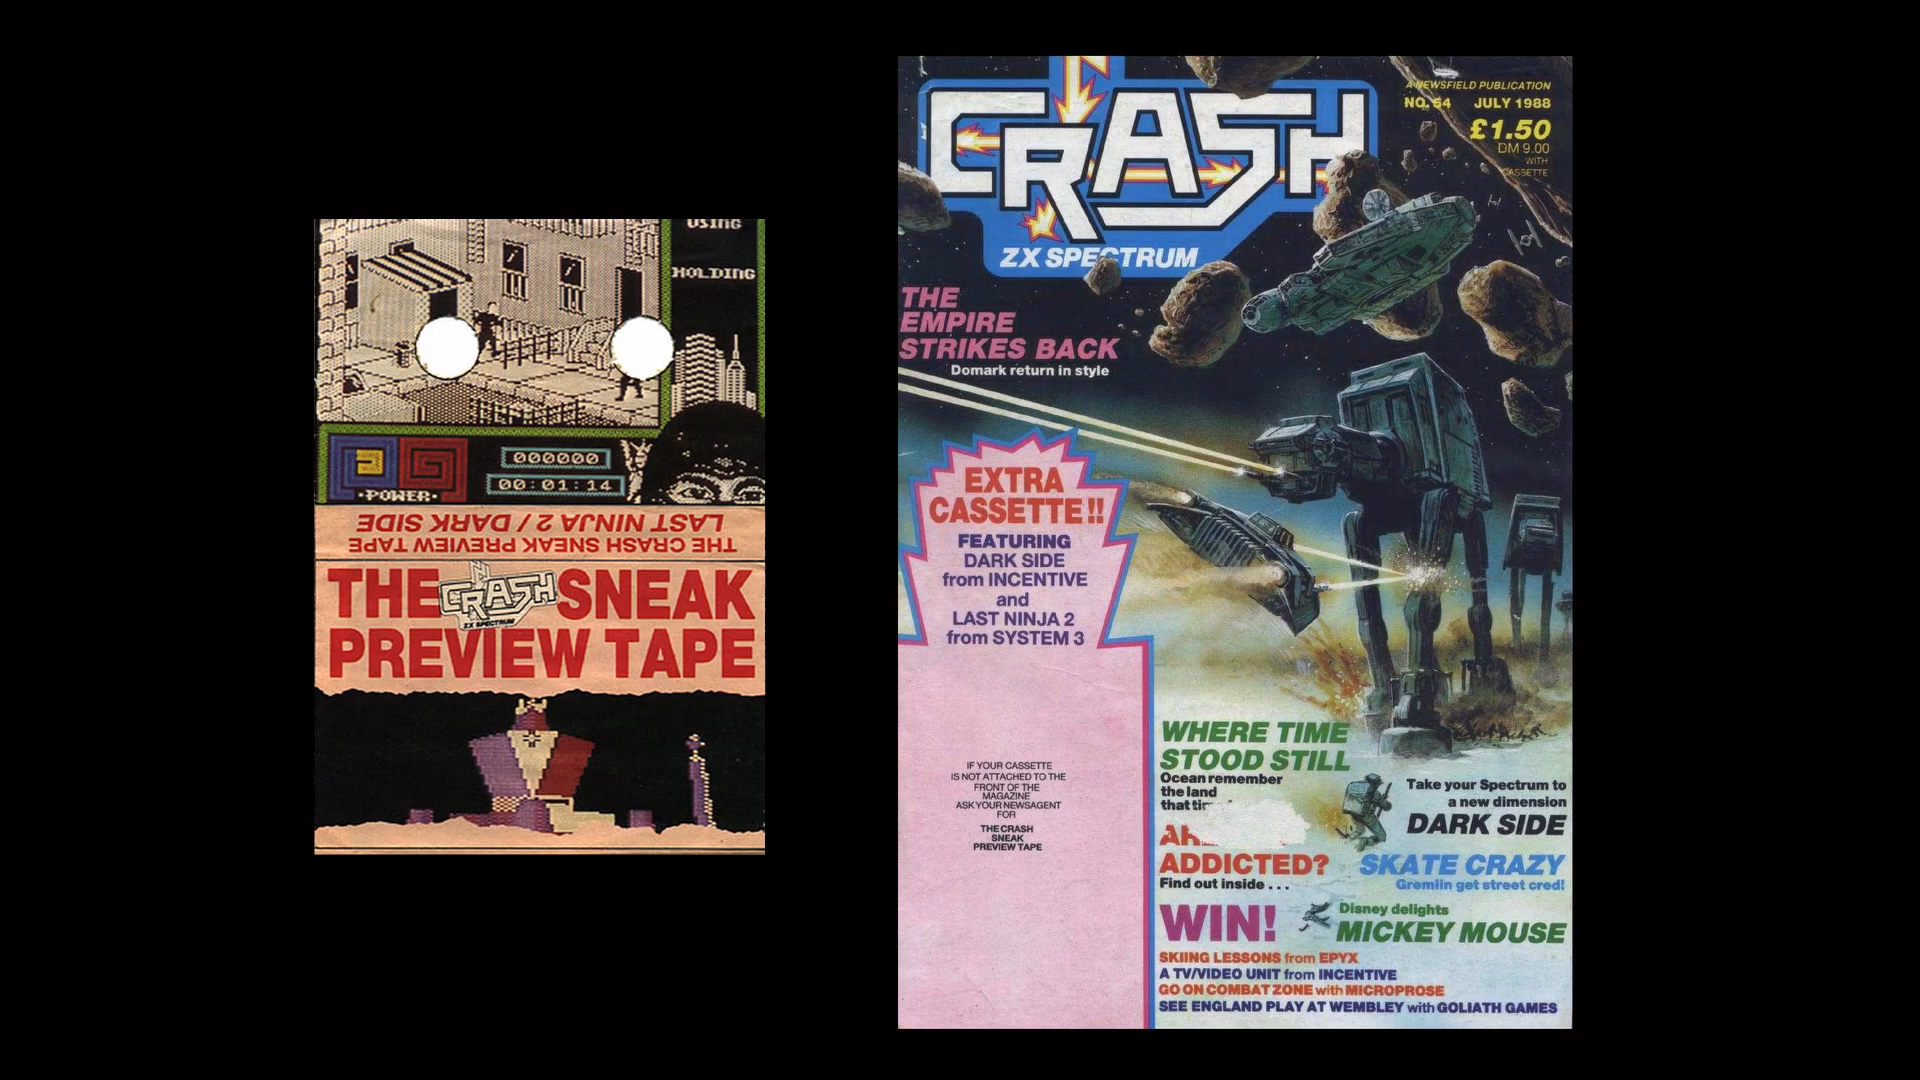 USING
HOLDING
000000
00:01:14
·POWER·
THE CRASH SNEAK PREVIEW TAPE
LAST NINJA 2 / DARK SIDE
THE CRASH SNEAK
ZX SPECTRUM
PREVIEW TAPE
CRASH
ZX SPECTRUM
A NEWSFIELD PUBLICATION
NO. 54 JULY 1988
£1.50
DM 9.00
WITH
CASSETTE
THE
EMPIRE
STRIKES BACK
Domark return in style
EXTRA
CASSETTE!!
FEATURING
DARK SIDE
from INCENTIVE
and
LAST NINJA 2
from SYSTEM 3
IF YOUR CASSETTE
IS NOT ATTACHED TO THE
FRONT OF THE
MAGAZINE
ASK YOUR NEWSAGENT
FOR
THE CRASH
SNEAK
PREVIEW TAPE
WHERE TIME
STOOD STILL
Ocean remember
the land
that
ADDICTED?
Find out inside . . .
Take your Spectrum to
a new dimension
DARK SIDE
SKATE CRAZY
Gremlin get street cred!
WIN!
Disney delights
MICKEY MOUSE
SKIING LESSONS from EPYX
A TV/VIDEO UNIT from INCENTIVE
GO ON COMBAT ZONE with MICROPROSE
SEE ENGLAND PLAY AT WEMBLEY with GOLIATH GAMES